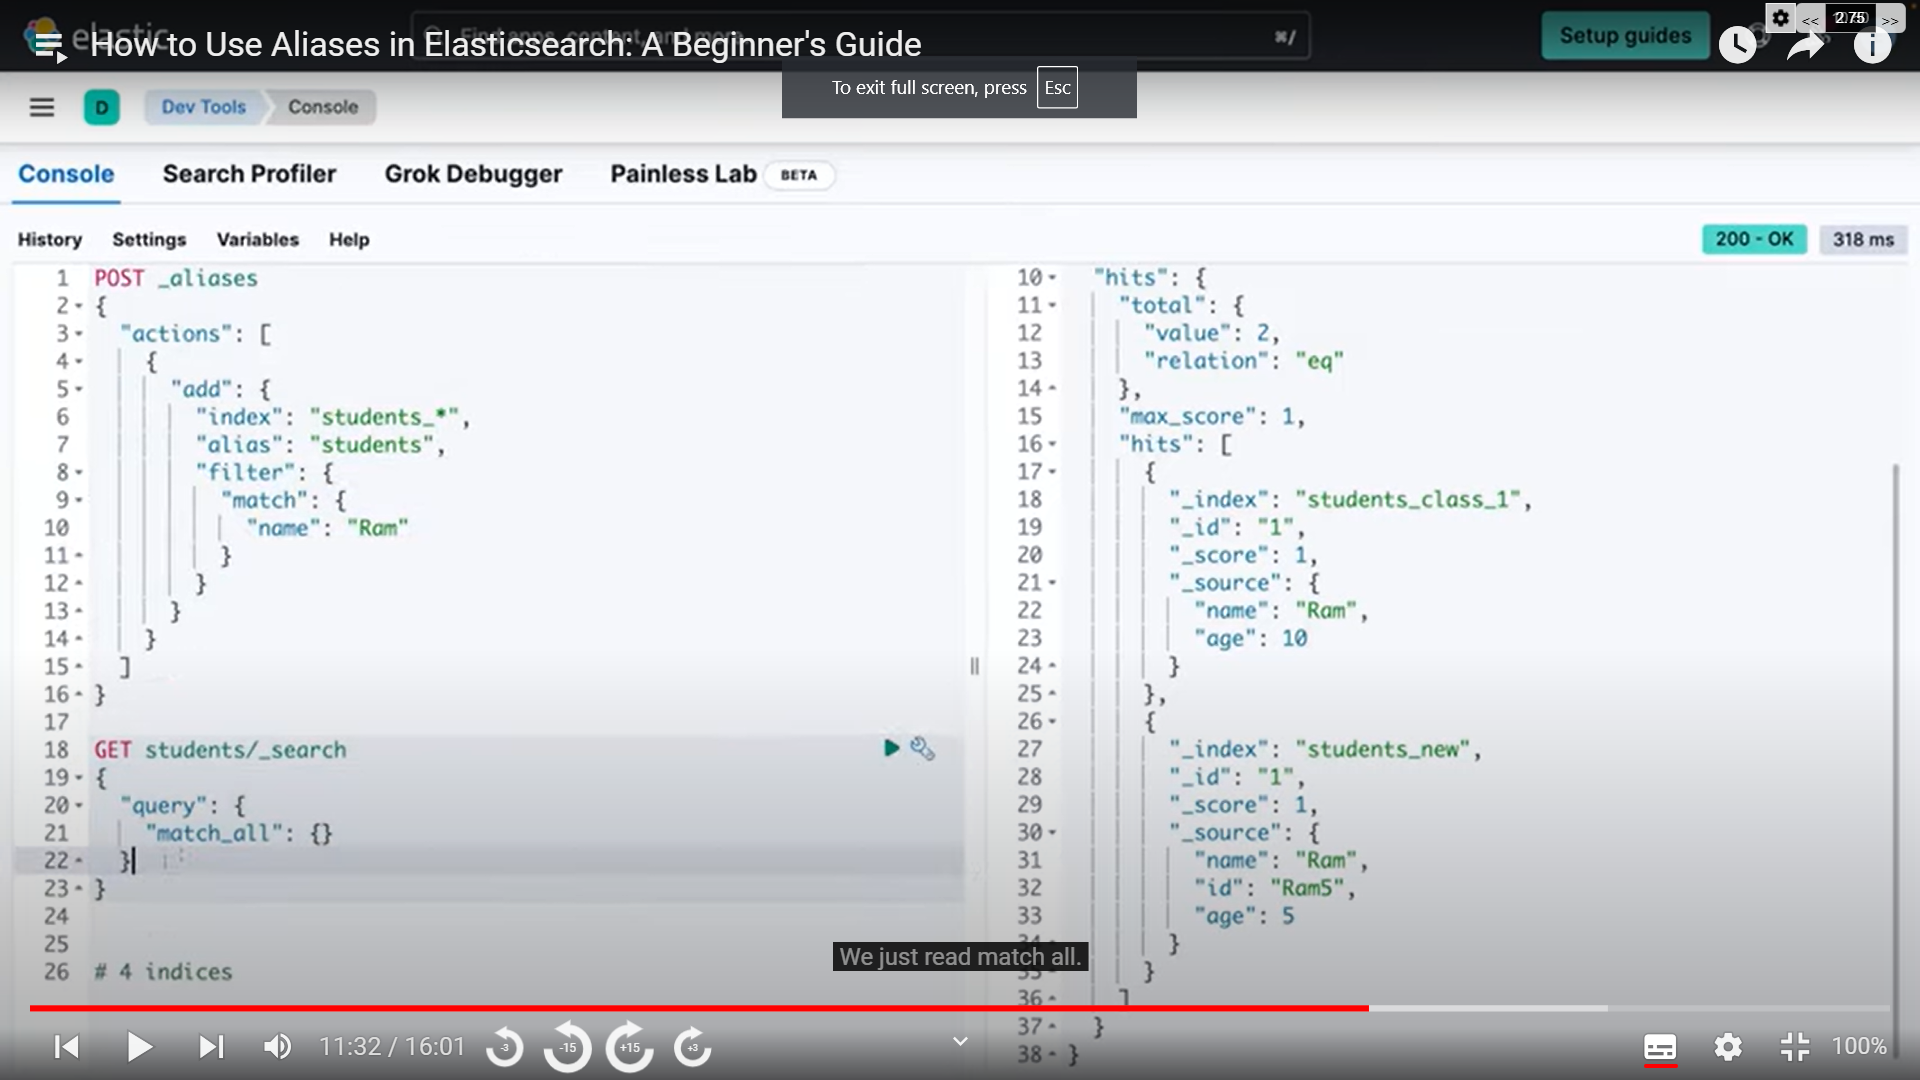 elastic
How to Use Aliases in Elasticsearch: A Beginner's Guide
⌘/
Setup guides
<< 2.75 >>
To exit full screen, press Esc
D Dev Tools Console
Console Search Profiler Grok Debugger Painless Lab BETA
History Settings Variables Help
200 - OK 318 ms
1 POST _aliases
2 {
3 "actions": [
4 {
5 "add": {
6 "index": "students_*",
7 "alias": "students",
8 "filter": {
9 "match": {
10 "name": "Ram"
11 }
12 }
13 }
14 }
15 ]
16 }
17
18 GET students/_search
19 {
20 "query": {
21 "match_all": {}
22 }
23 }
24
25
26 # 4 indices
10 "hits": {
11 "total": {
12 "value": 2,
13 "relation": "eq"
14 },
15 "max_score": 1,
16 "hits": [
17 {
18 "_index": "students_class_1",
19 "_id": "1",
20 "_score": 1,
21 "_source": {
22 "name": "Ram",
23 "age": 10
24 }
25 },
26 {
27 "_index": "students_new",
28 "_id": "1",
29 "_score": 1,
30 "_source": {
31 "name": "Ram",
32 "id": "Ram5",
33 "age": 5
34 }
35 }
36 ]
37 }
38 }
We just read match all.
11:32 / 16:01
-3 -15 +15 +3
100%